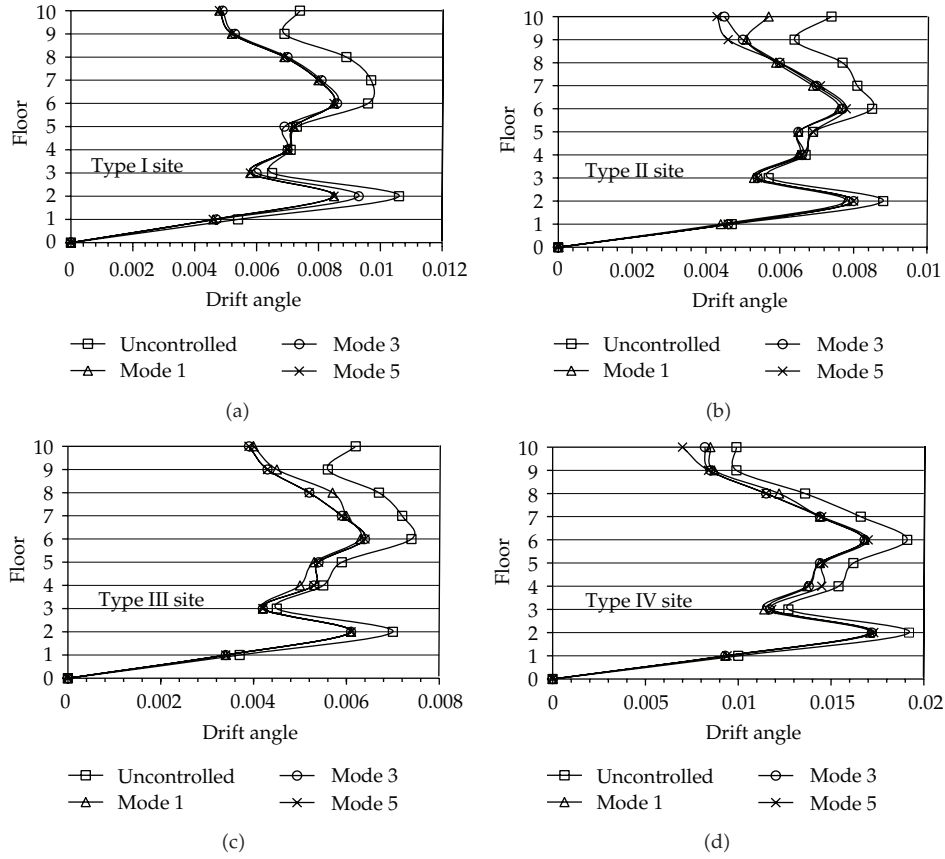 10
9
8
7
6
5
4
3
2
1
0
Floor
Type I site
0 0.002 0.004 0.006 0.008 0.01 0.012
Drift angle
Uncontrolled Mode 3
Mode 1 Mode 5
(a)
10
9
8
7
6
5
4
3
2
1
0
Floor
Type II site
0 0.002 0.004 0.006 0.008 0.01
Drift angle
Uncontrolled Mode 3
Mode 1 Mode 5
(b)
10
9
8
7
6
5
4
3
2
1
0
Floor
Type III site
0 0.002 0.004 0.006 0.008
Drift angle
Uncontrolled Mode 3
Mode 1 Mode 5
(c)
10
9
8
7
6
5
4
3
2
1
0
Floor
Type IV site
0 0.005 0.01 0.015 0.02
Drift angle
Uncontrolled Mode 3
Mode 1 Mode 5
(d)